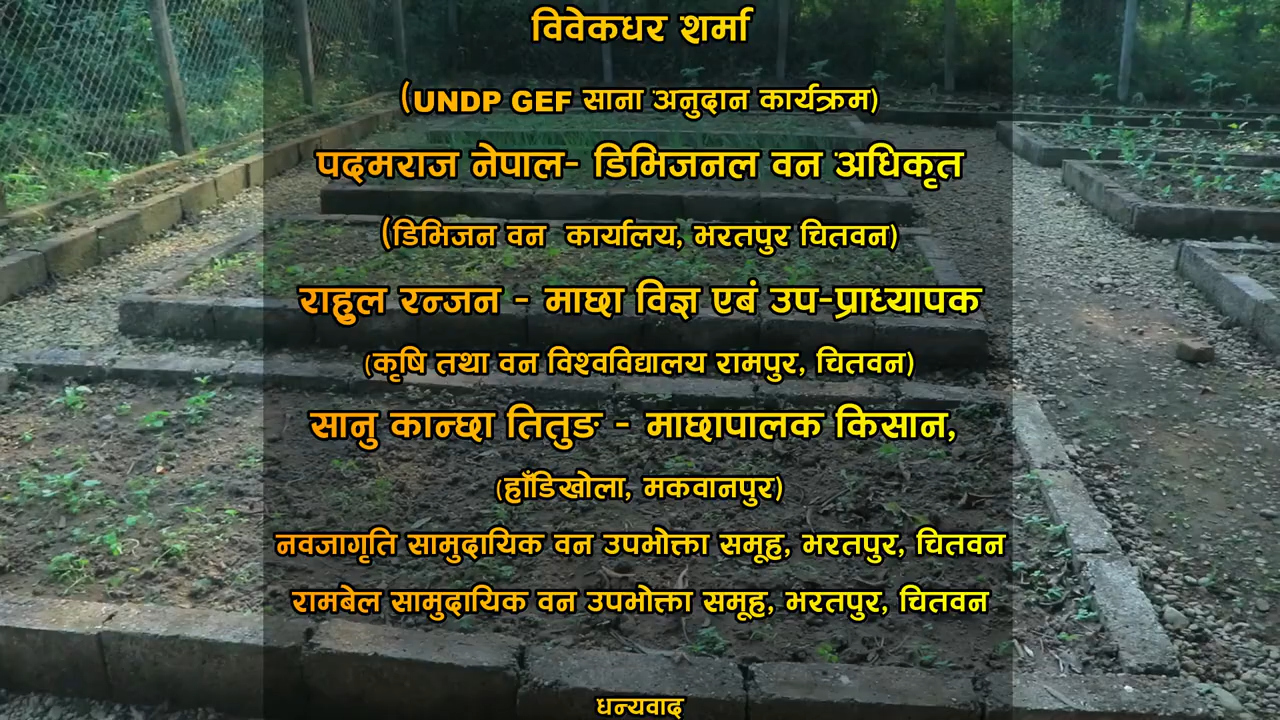 विवेकधर शर्मा
(UNDP GEF साना अनुदान कार्यक्रम)
पदमराज नेपाल- डिभिजनल वन अधिकृत
(डिभिजन वन कार्यालय, भरतपुर चितवन)
राहुल रन्जन - माछा विज्ञ एबं उप-प्राध्यापक
(कृषि तथा वन विश्वविद्यालय रामपुर, चितवन)
सानु कान्छा तितुङ - माछापालक किसान,
(हाँडिखोला, मकवानपुर)
नवजागृति सामुदायिक वन उपभोक्ता समूह, भरतपुर, चितवन
रामबेल सामुदायिक वन उपभोक्ता समूह, भरतपुर, चितवन
धन्यवाद